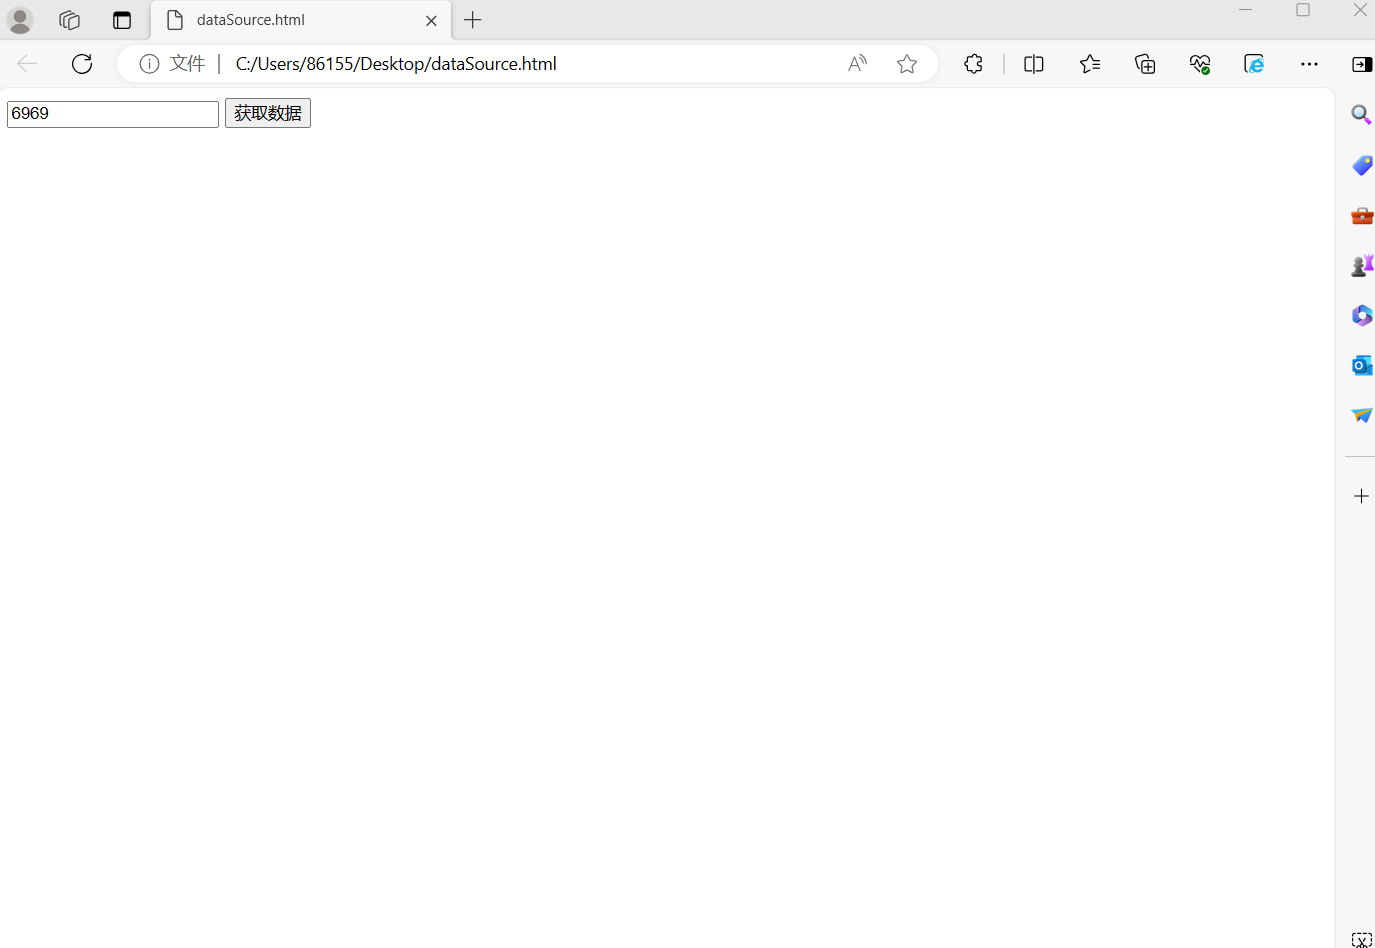 dataSource.html
文件 C:/Users/86155/Desktop/dataSource.html
6969 获取数据